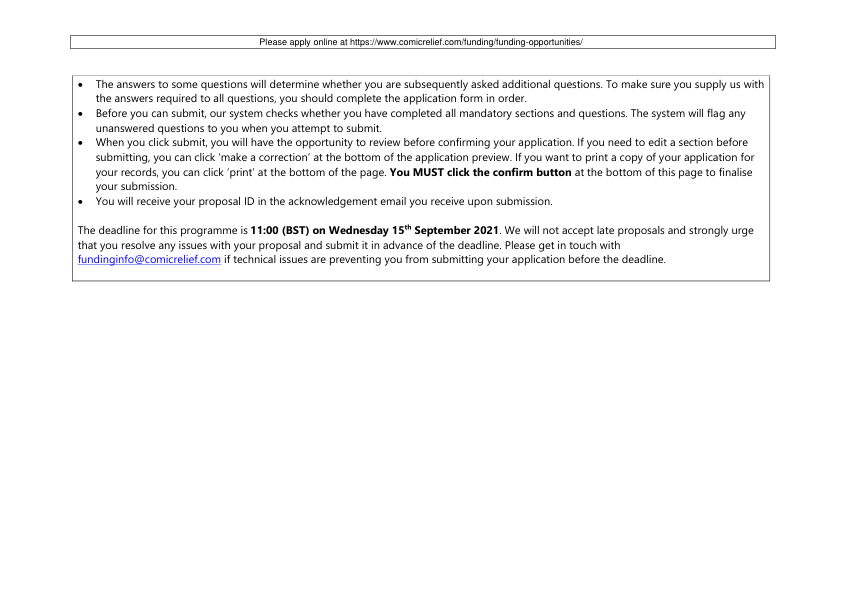 Please apply online at https://www.comicrelief.com/funding/funding-opportunities/
• The answers to some questions will determine whether you are subsequently asked additional questions. To make sure you supply us with
the answers required to all questions, you should complete the application form in order.
• Before you can submit, our system checks whether you have completed all mandatory sections and questions. The system will flag any
unanswered questions to you when you attempt to submit.
• When you click submit, you will have the opportunity to review before confirming your application. If you need to edit a section before
submitting, you can click ‘make a correction’ at the bottom of the application preview. If you want to print a copy of your application for
your records, you can click ‘print’ at the bottom of the page. You MUST click the confirm button at the bottom of this page to finalise
your submission.
• You will receive your proposal ID in the acknowledgement email you receive upon submission.
The deadline for this programme is 11:00 (BST) on Wednesday 15th September 2021. We will not accept late proposals and strongly urge
that you resolve any issues with your proposal and submit it in advance of the deadline. Please get in touch with
fundinginfo@comicrelief.com if technical issues are preventing you from submitting your application before the deadline.